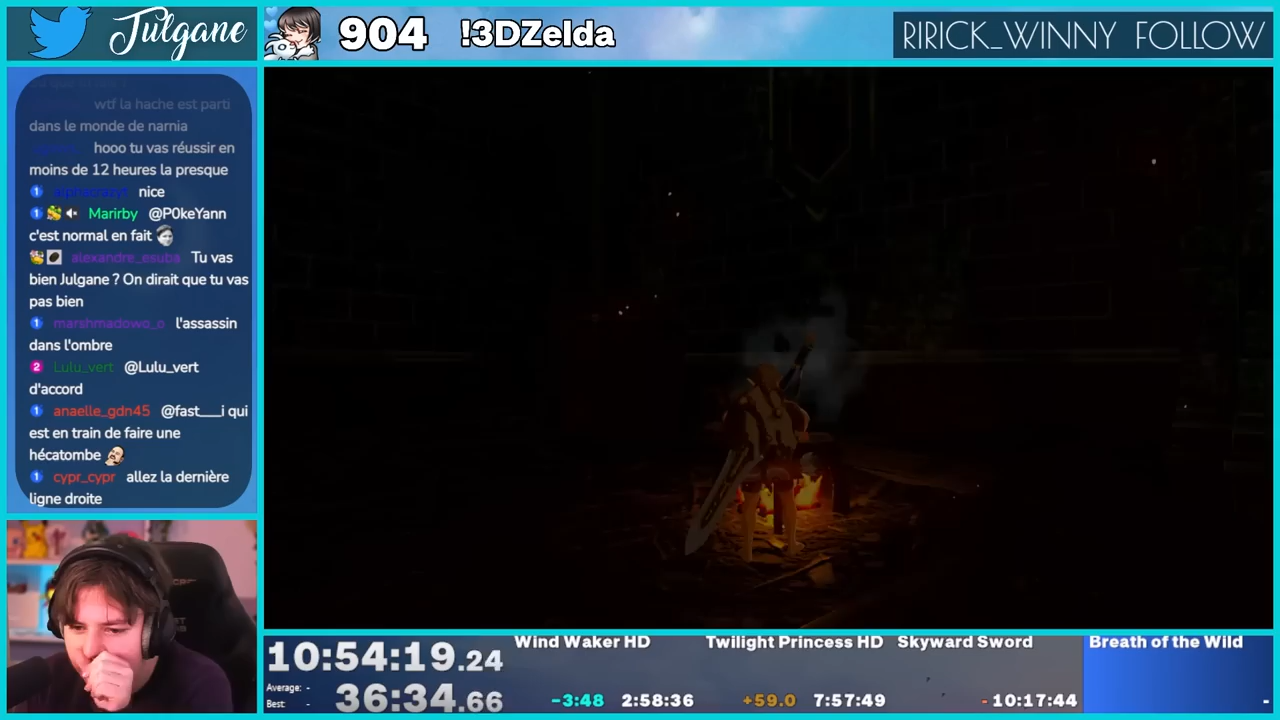 Julgane
904
!3DZelda
RIRICK_WINNY FOLLOW
wtf la hache est parti
dans le monde de narnia
hooo tu vas réussir en
moins de 12 heures la presque
nice
Marirby @P0keYann
c'est normal en fait
alexandre_esuba Tu vas
bien Julgane ? On dirait que tu vas
pas bien
marshmadowo_o l'assassin
dans l'ombre
Lulu_vert @Lulu_vert
d'accord
anaelle_gdn45 @fast___i qui
est en train de faire une
hécatombe
cypr_cypr allez la dernière
ligne droite
10:54:19.24
Average: -
Best: -
36:34.66
Wind Waker HD
-3:48 2:58:36
Twilight Princess HD
+59.0 7:57:49
Skyward Sword
- 10:17:44
Breath of the Wild
-